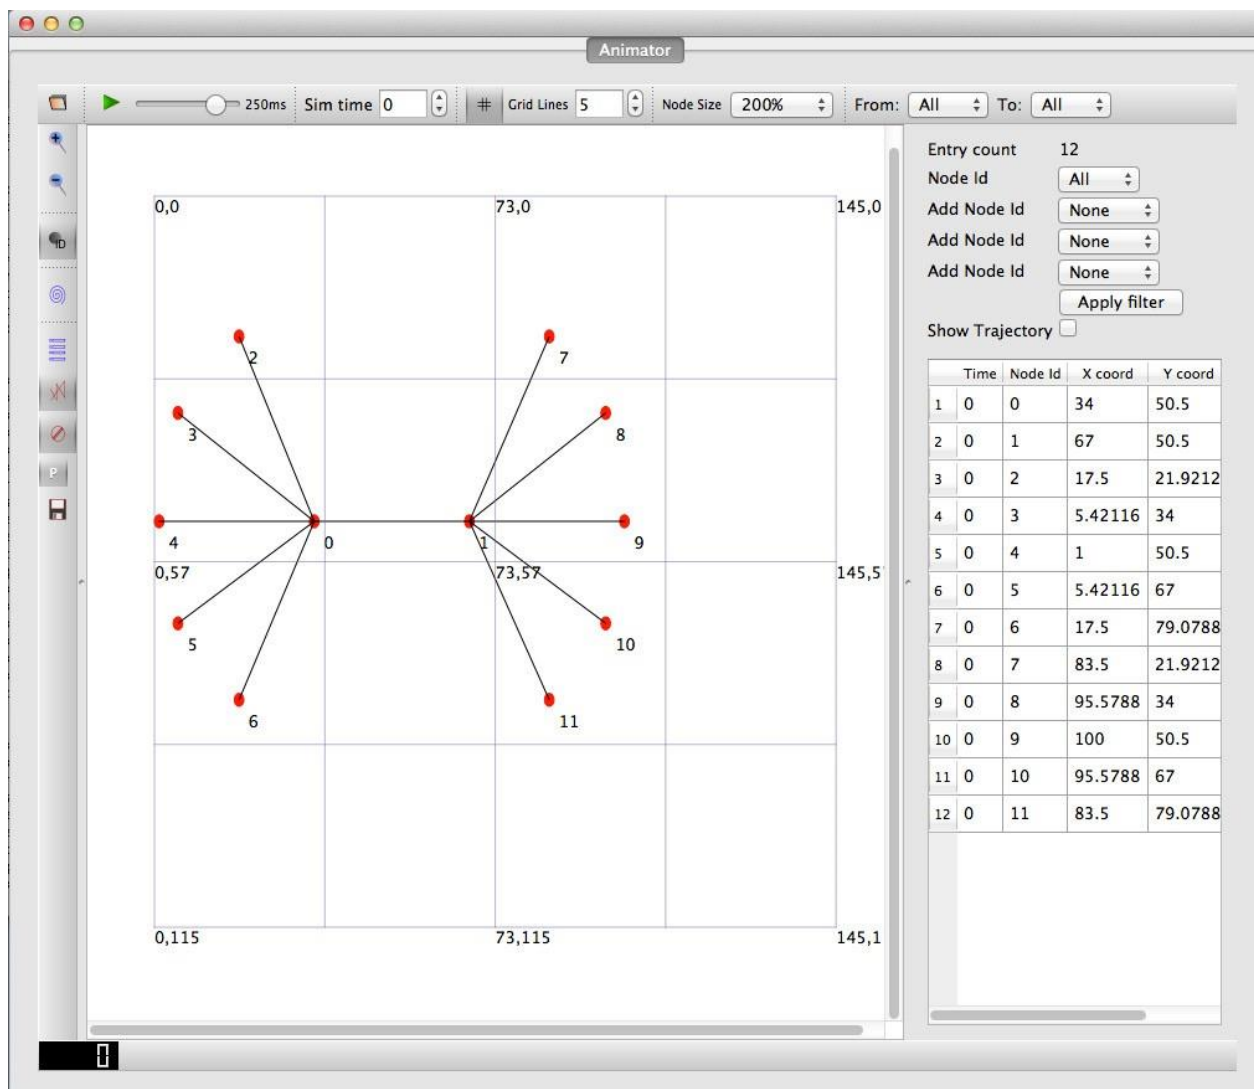 Animator
250ms Sim time 0 # Grid Lines 5 Node Size 200% From: All To: All
Entry count 12
Node Id All
Add Node Id None
Add Node Id None
Add Node Id None
Apply filter
Show Trajectory
ID
P
0,0 73,0 145,0
2 7
3 8
4 0 1 9
0,57 73,57 145,5
5 10
6 11
0,115 73,115 145,1
Time Node Id X coord Y coord
1 0 0 34 50.5
2 0 1 67 50.5
3 0 2 17.5 21.9212
4 0 3 5.42116 34
5 0 4 1 50.5
6 0 5 5.42116 67
7 0 6 17.5 79.0788
8 0 7 83.5 21.9212
9 0 8 95.5788 34
10 0 9 100 50.5
11 0 10 95.5788 67
12 0 11 83.5 79.0788
0